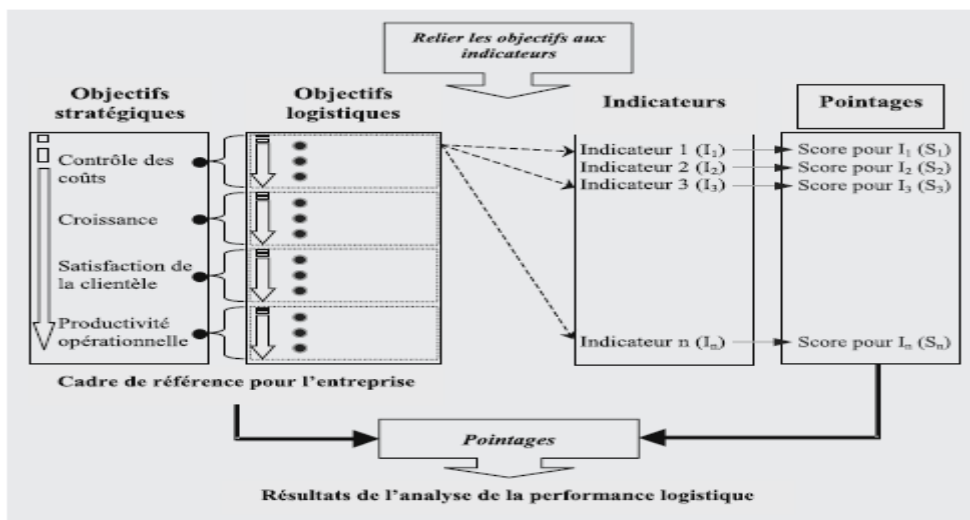 Relier les objectifs aux
indicateurs
Objectifs
stratégiques
Objectifs
logistiques
Indicateurs
Pointages
Contrôle des
coûts
Croissance
Satisfaction de
la clientèle
Productivité
opérationnelle
Indicateur 1 (I₁)
Indicateur 2 (I₂)
Indicateur 3 (I₃)
Indicateur n (Iₙ)
Score pour I₁ (S₁)
Score pour I₂ (S₂)
Score pour I₃ (S₃)
Score pour Iₙ (Sₙ)
Cadre de référence pour l'entreprise
Pointages
Résultats de l'analyse de la performance logistique